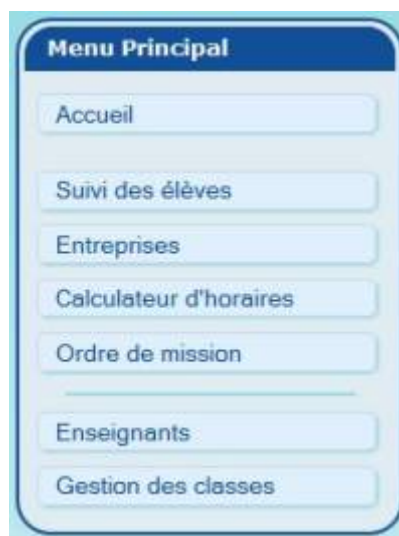 Menu Principal
Accueil
Suivi des élèves
Entreprises
Calculateur d'horaires
Ordre de mission
Enseignants
Gestion des classes